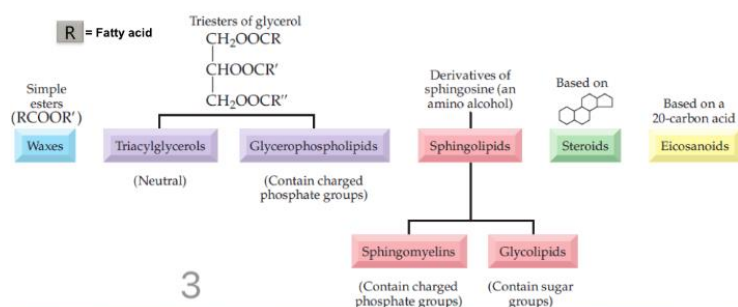 R = Fatty acid
Triesters of glycerol
CH₂OOCR
CHOOCR′
CH₂OOCR″
Simple
esters
(RCOOR′)
Derivatives of
sphingosine (an
amino alcohol)
Based on
Based on a
20-carbon acid
Waxes
Triacylglycerols
Glycerophospholipids
Sphingolipids
Steroids
Eicosanoids
(Neutral)
(Contain charged
phosphate groups)
Sphingomyelins
Glycolipids
(Contain charged
phosphate groups)
(Contain sugar
groups)
3